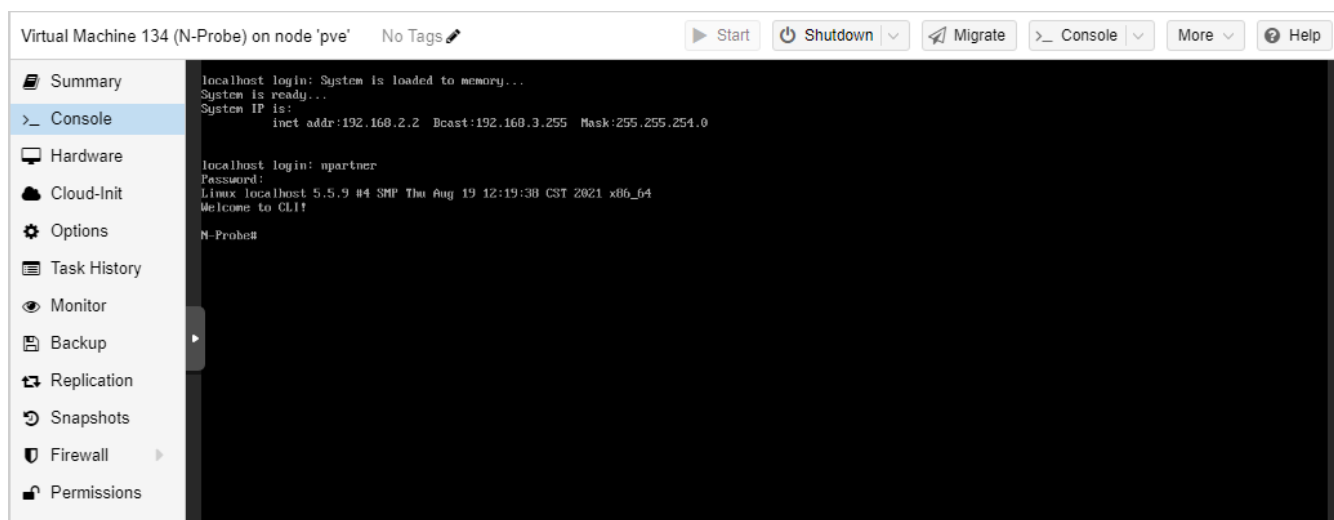 Virtual Machine 134 (N-Probe) on node 'pve' No Tags Start Shutdown Migrate >_ Console More Help
Summary
>_ Console
Hardware
Cloud-Init
Options
Task History
Monitor
Backup
Replication
Snapshots
Firewall
Permissions
localhost login: System is loaded to memory...
System is ready...
System IP is:
inet addr:192.168.2.2 Bcast:192.168.3.255 Mask:255.255.254.0
localhost login: npartner
Password:
Linux localhost 5.5.9 #4 SMP Thu Aug 19 12:19:38 CST 2021 x86_64
Welcome to CLI!
N-Probe#